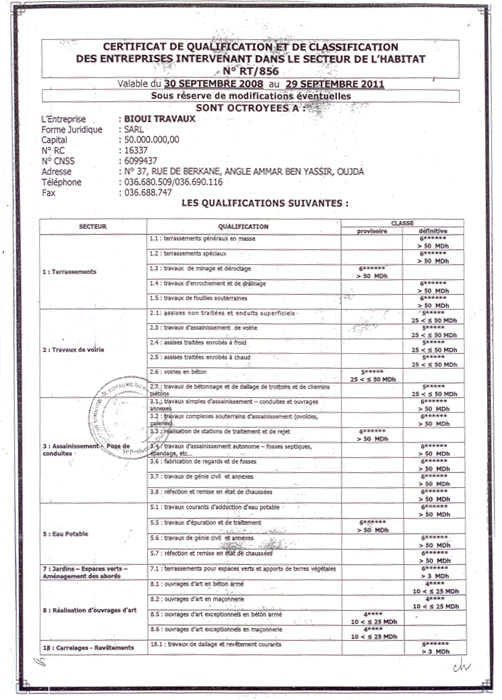 CERTIFICAT DE QUALIFICATION ET DE CLASSIFICATION
DES ENTREPRISES INTERVENANT DANS LE SECTEUR DE L'HABITAT
N° RT/856
Valable du 30 SEPTEMBRE 2008 au 29 SEPTEMBRE 2011
Sous réserve de modifications éventuelles
SONT OCTROYEES A :
L'Entreprise : BIOUI TRAVAUX
Forme Juridique : SARL
Capital : 50.000.000,00
N° RC : 16337
N° CNSS : 6099437
Adresse : N° 37, RUE DE BERKANE, ANGLE AMMAR BEN YASSIR, OUJDA
Téléphone : 036.680.509/036.690.116
Fax : 036.688.747
LES QUALIFICATIONS SUIVANTES :
SECTEUR QUALIFICATION CLASSE
provisoire définitive
1 : Terrassements
1.1 : terrassements généraux en masse 6****** > 50 MDh
1.2 : terrassements spéciaux 6****** > 50 MDh
1.3 : travaux de minage et déroctage 6****** > 50 MDh
1.4 : travaux d'enrochement et de drainage 6****** > 50 MDh
1.5 : travaux de fouilles souterraines 6****** > 50 MDh
2 : Travaux de voirie
2.1: assises non traitées et enduits superficiels 5***** 25 < ≤ 50 MDh
2.3 : travaux d'assainissement de voirie 5***** 25 < ≤ 50 MDh
2.4 : assises traitées enrobés à froid 5***** 25 < ≤ 50 MDh
2.5 : assises traitées enrobés à chaud 5***** 25 < ≤ 50 MDh
2.6 : voiries en béton 5***** 25 < ≤ 50 MDh
2.7 : travaux de bétonnage et de dallage de trottoirs et de chemins piétons 5***** 25 < ≤ 50 MDh
3 : Assainissement - Pose de conduites
3.1 : travaux simples d'assainissement – conduites et ouvrages annexes 6****** > 50 MDh
3.2 : travaux complexes souterrains d'assainissement (ovoïdes, galeries) 6****** > 50 MDh
3.3 : réalisation de stations de traitement et de rejet 6****** > 50 MDh
3.4 : travaux d'assainissement autonome – fosses septiques, épandage, etc... 6****** > 50 MDh
3.6 : fabrication de regards et de fosses 6****** > 50 MDh
3.7 : travaux de génie civil et annexes 6****** > 50 MDh
3.8 : réfection et remise en état de chaussées 6****** > 50 MDh
5 : Eau Potable
5.1 : travaux courants d'adduction d'eau potable 6****** > 50 MDh
5.5 : travaux d'épuration et de traitement 6****** > 50 MDh
5.6 : travaux de génie civil et annexes 6****** > 50 MDh
5.7 : réfection et remise en état de chaussées 6****** > 50 MDh
7 : Jardins – Espaces verts – Aménagement des abords
7.1 : terrassements pour espaces verts et apports de terres végétales 6****** > 3 MDh
8 : Réalisation d'ouvrages d'art
8.1 : ouvrages d'art en béton armé 4**** 10 < ≤ 25 MDh
8.2 : ouvrages d'art en maçonnerie 4**** 10 < ≤ 25 MDh
8.5 : ouvrages d'art exceptionnels en béton armé 4**** 10 < ≤ 25 MDh
8.6 : ouvrages d'art exceptionnels en maçonnerie 4**** 10 < ≤ 25 MDh
18 : Carrelages - Revêtements
18.1 : travaux de dallage et revêtement courants 6****** > 3 MDh